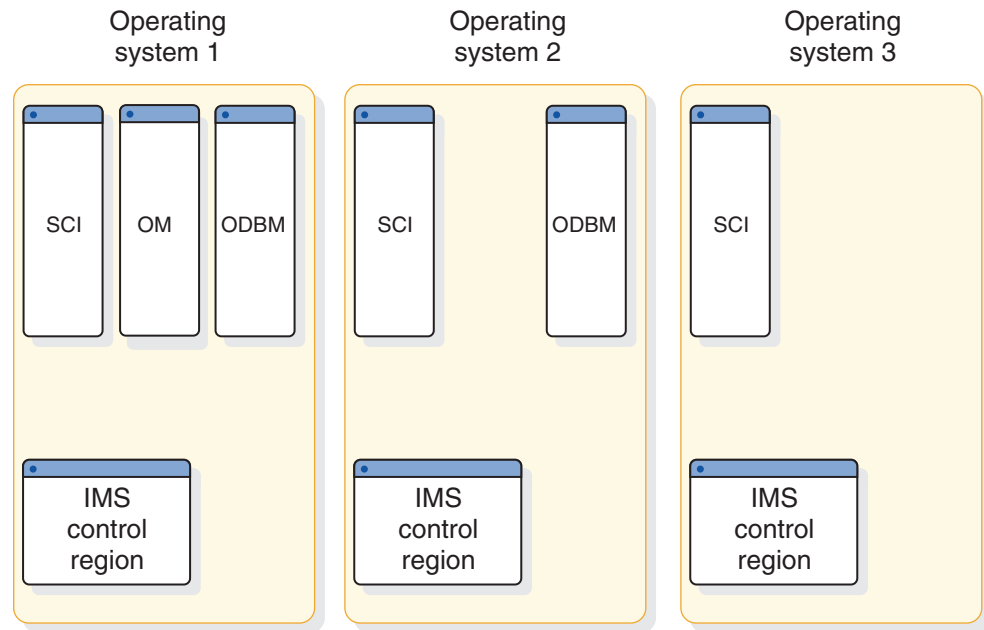 Operating
system 1
Operating
system 2
Operating
system 3
SCI
OM
ODBM
SCI
ODBM
SCI
IMS
control
region
IMS
control
region
IMS
control
region